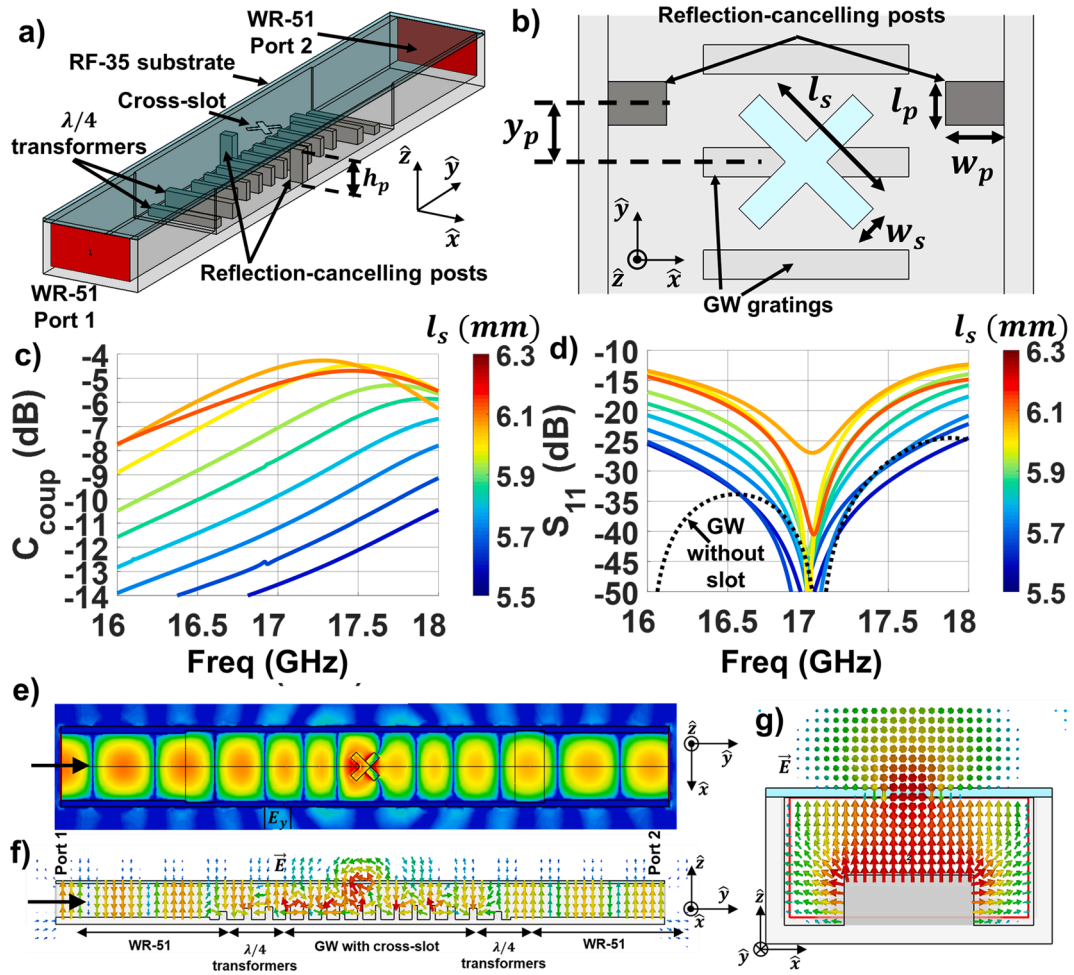 a)
WR-51
Port 2
RF-35 substrate
Cross-slot
λ/4
transformers
h_p
ẑ
ŷ
x̂
Reflection-cancelling posts
WR-51
Port 1
1
b)
Reflection-cancelling posts
l_s
l_p
y_p
w_p
w_s
ŷ
ẑ
x̂
GW gratings
c)
l_s (mm)
C_coup (dB)
-4
-5
-6
-7
-8
-9
-10
-11
-12
-13
-14
16
16.5
17
17.5
18
Freq (GHz)
6.3
6.1
5.9
5.7
5.5
d)
l_s (mm)
S_11 (dB)
-10
-15
-20
-25
-30
-35
-40
-45
-50
GW
without
slot
16
16.5
17
17.5
18
Freq (GHz)
6.3
6.1
5.9
5.7
5.5
e)
E_y
ẑ
ŷ
x̂
Port 1
Port 2
f)
E⃗
ẑ
ŷ
x̂
WR-51
λ/4
transformers
GW with cross-slot
λ/4
transformers
WR-51
g)
E⃗
ẑ
ŷ
x̂